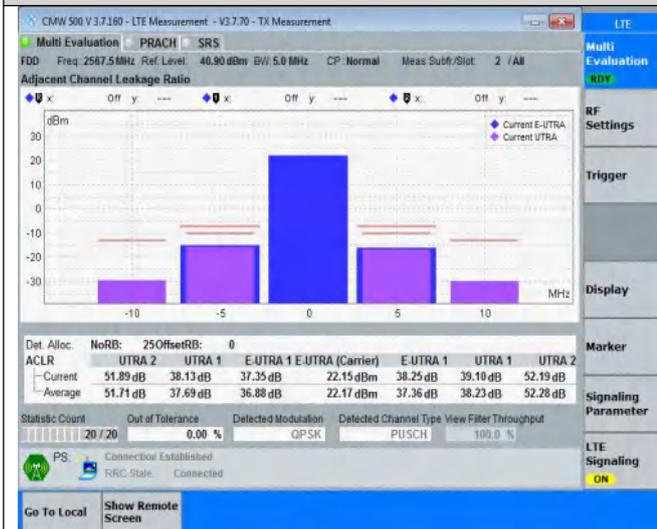 CMW 500 V 3.7.160 - LTE Measurement - V3.7.70 - TX Measurement
LTE
Multi Evaluation PRACH SRS
Multi Evaluation
RDY
FDD Freq: 2567.5 MHz Ref. Level: 40.90 dBm BW: 5.0 MHz CP: Normal Meas Subfr./Slot: 2 / All
Adjacent Channel Leakage Ratio
x: Off y: --- x: Off y: --- x: Off y: ---
RF Settings
dBm
Current E-UTRA
Current UTRA
30
20
10
0
-10
-20
-30
MHz
-10 -5 0 5 10
Trigger
Display
Det. Alloc. NoRB: 25 OffsetRB: 0
Marker
ACLR UTRA 2 UTRA 1 E-UTRA 1 E-UTRA (Carrier) E-UTRA 1 UTRA 1 UTRA 2
Current 51.89 dB 38.13 dB 37.35 dB 22.15 dBm 38.25 dB 39.10 dB 52.19 dB
Average 51.71 dB 37.69 dB 36.88 dB 22.17 dBm 37.36 dB 38.23 dB 52.28 dB
Signaling Parameter
Statistic Count Out of Tolerance Detected Modulation Detected Channel Type View Filter Throughput
20 / 20 0.00 % QPSK PUSCH 100.0 %
PS: Connection Established
RRC State: Connected
LTE Signaling
ON
Go To Local
Show Remote Screen